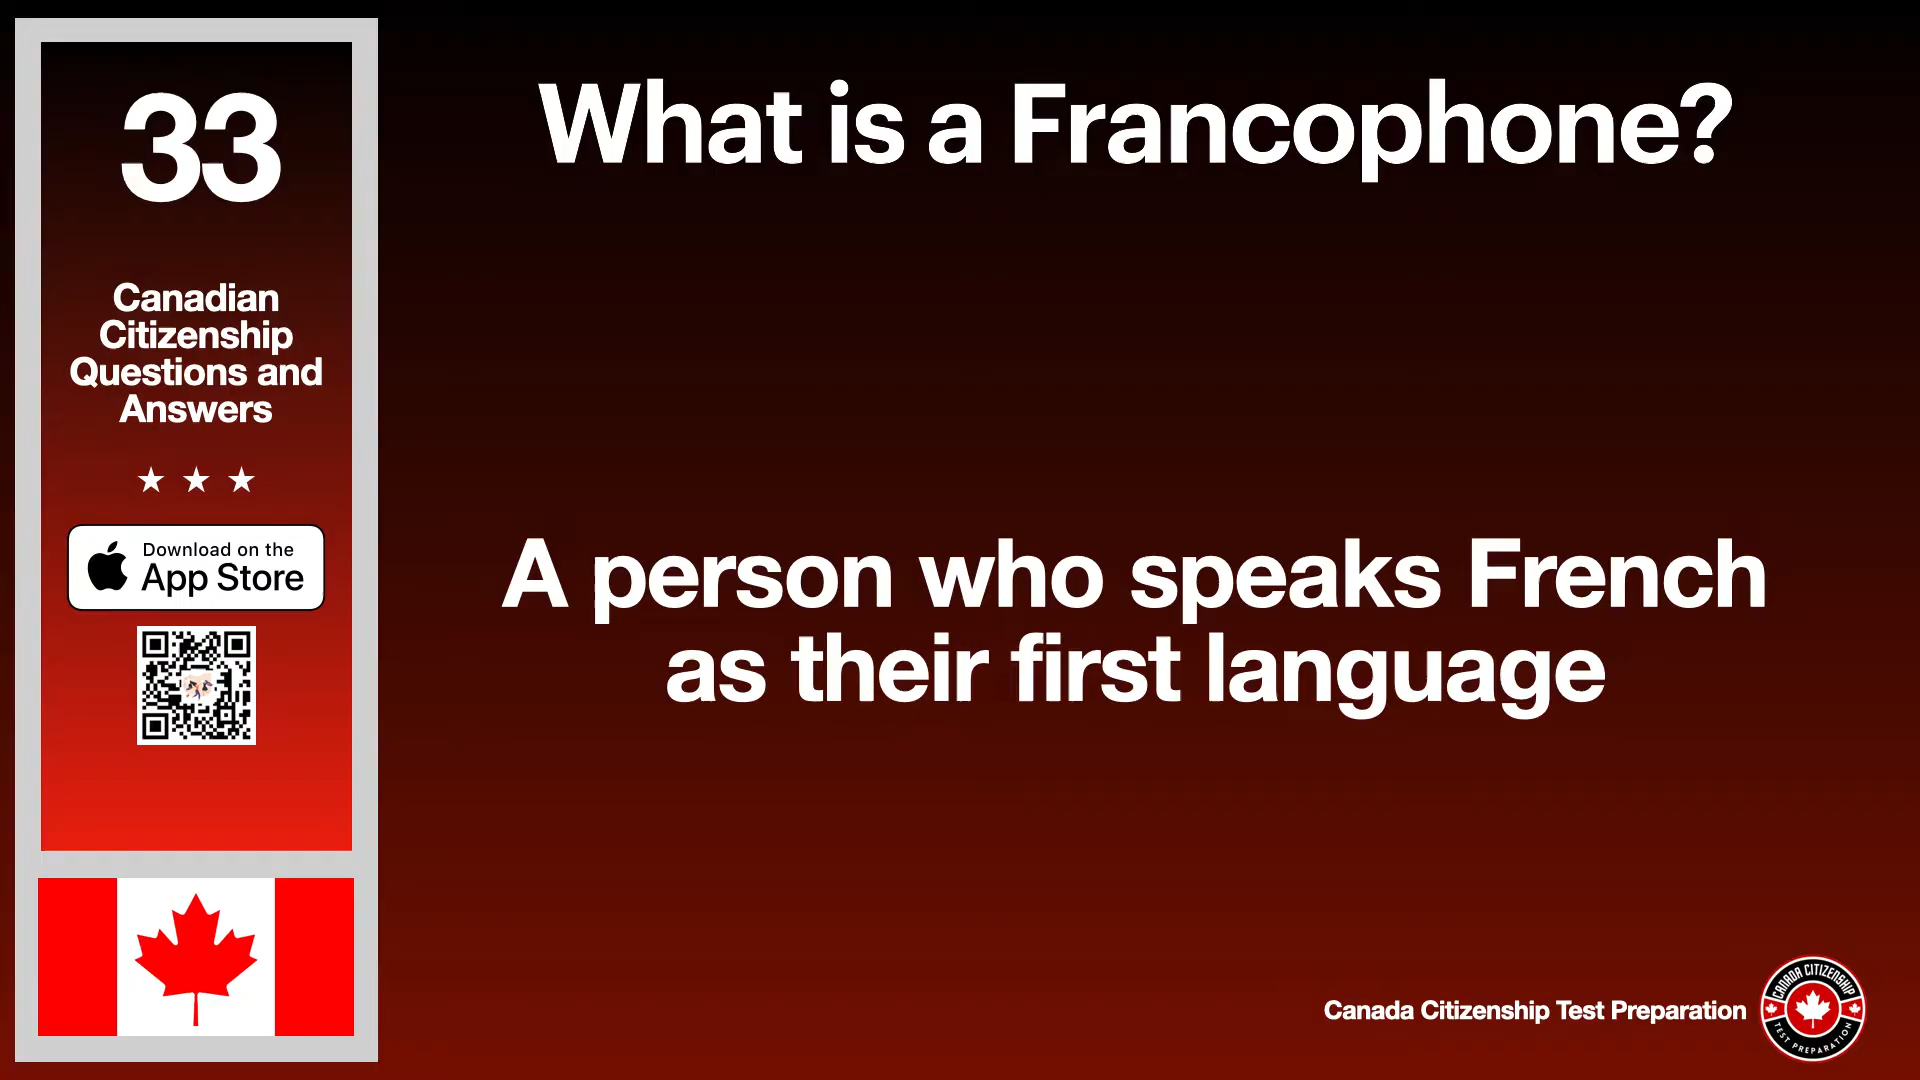 33
Canadian
Citizenship
Questions and
Answers
★ ★ ★
Download on the
App Store
What is a Francophone?
A person who speaks French
as their first language
Canada Citizenship Test Preparation
CANADA CITIZENSHIP
TEST PREPARATION